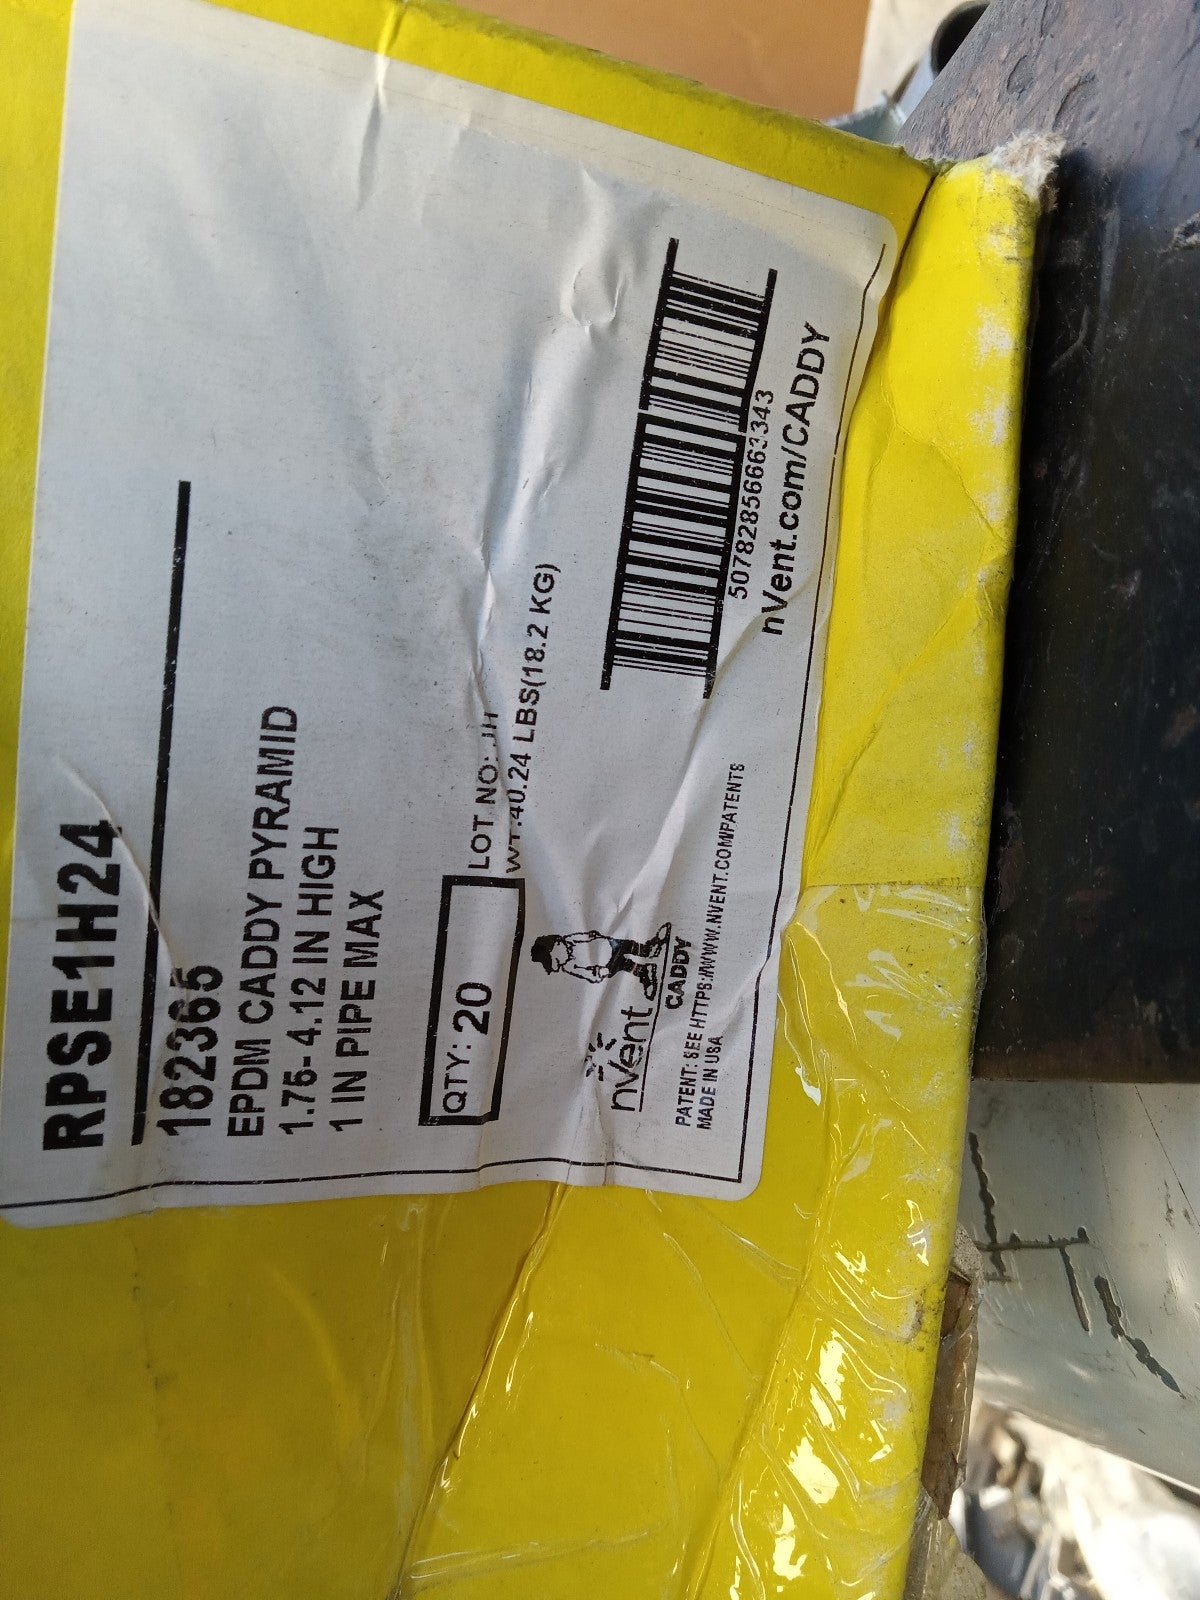 RPSE1H24
182365
EPDM CADDY PYRAMID
1.75- 4.12 IN HIGH
1 IN PIPE MAX
QTY: 20
LOT NO: JH
WT:40.24 LBS(18.2 KG)
nVent
CADDY
PATENT: SEE HTTPS://WWW.NVENT.COM/PATENTS
MADE IN USA
50782856663343
nVent.com/CADDY